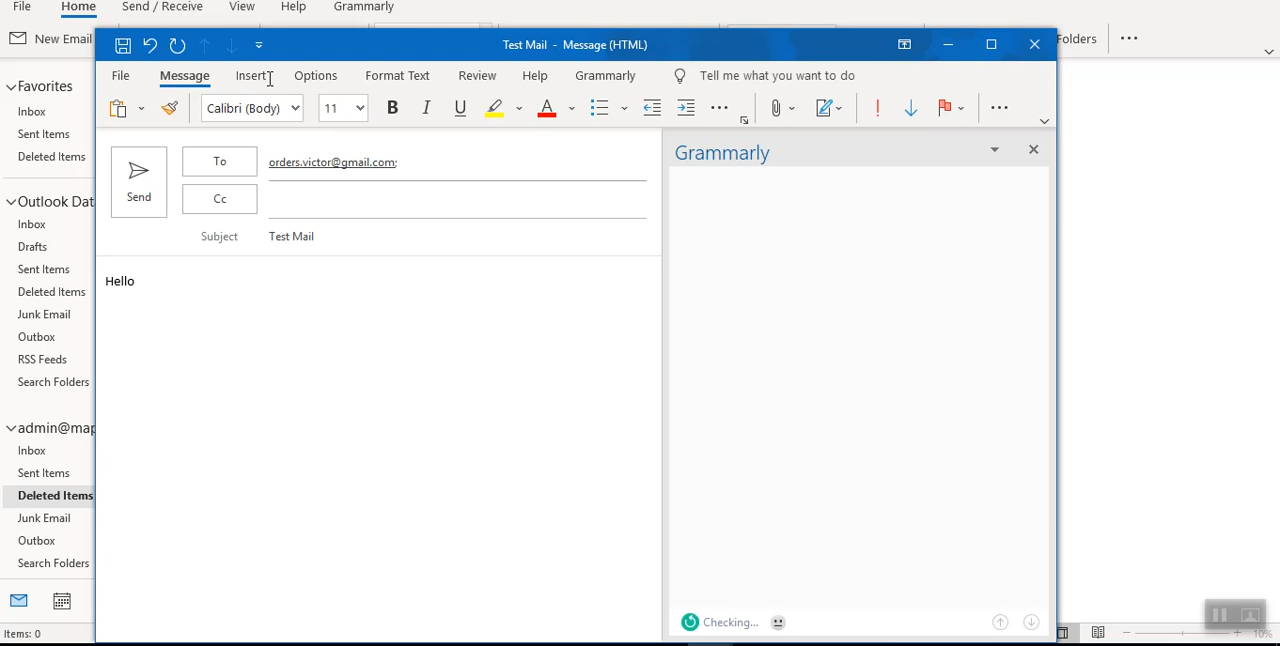 File Home Send / Receive View Help Grammarly
New Email
Folders
Test Mail - Message (HTML)
File Message Insert Options Format Text Review Help Grammarly Tell me what you want to do
Calibri (Body) 11 B I U A
Favorites
Inbox
Sent Items
Deleted Items
Outlook Dat
Inbox
Drafts
Sent Items
Deleted Items
Junk Email
Outbox
RSS Feeds
Search Folders
admin@map
Inbox
Sent Items
Deleted Items
Junk Email
Outbox
Search Folders
Items: 0
Send
To orders.victor@gmail.com;
Cc
Subject Test Mail
Hello
Grammarly
Checking...
10%